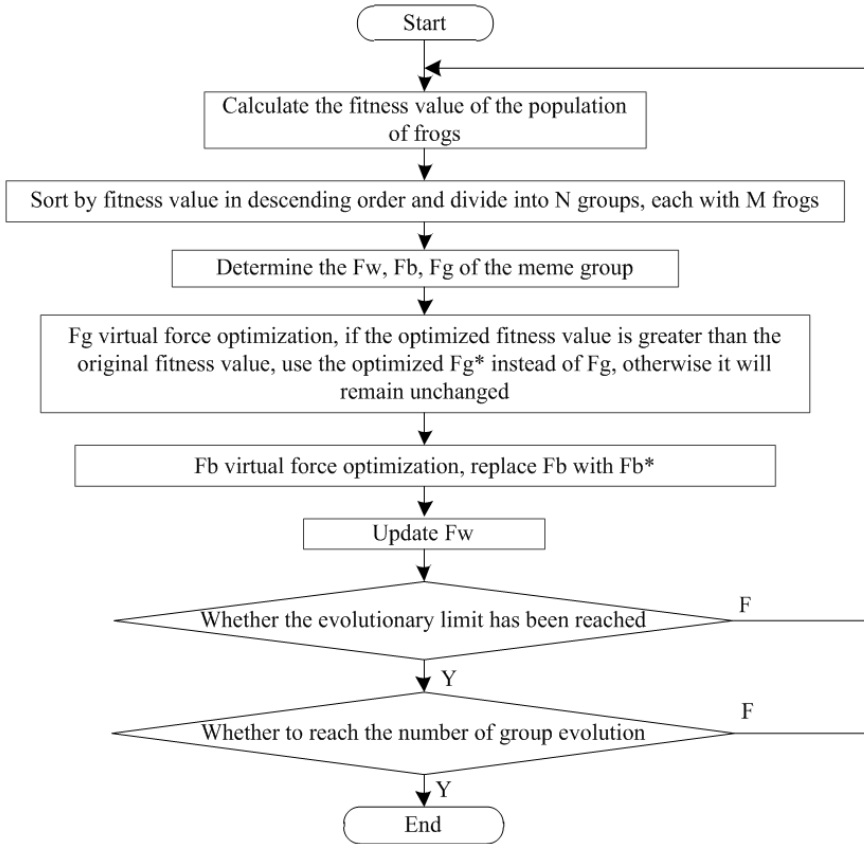 Start
Calculate the fitness value of the population
of frogs
Sort by fitness value in descending order and divide into N groups, each with M frogs
Determine the Fw, Fb, Fg of the meme group
Fg virtual force optimization, if the optimized fitness value is greater than the
original fitness value, use the optimized Fg* instead of Fg, otherwise it will
remain unchanged
Fb virtual force optimization, replace Fb with Fb*
Update Fw
Whether the evolutionary limit has been reached
F
Y
Whether to reach the number of group evolution
F
Y
End